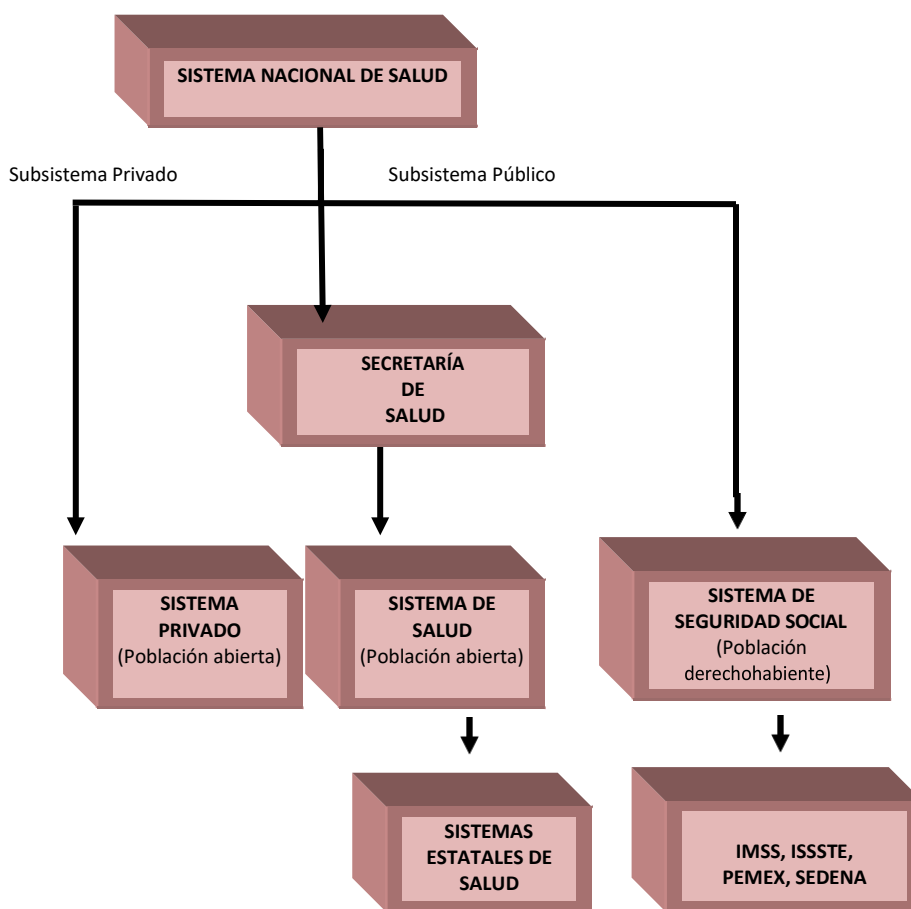 SISTEMA NACIONAL DE SALUD
Subsistema Privado
Subsistema Público
SECRETARÍA
DE
SALUD
SISTEMA
PRIVADO
(Población abierta)
SISTEMA DE
SALUD
(Población abierta)
SISTEMA DE
SEGURIDAD SOCIAL
(Población
derechohabiente)
SISTEMAS
ESTATALES DE
SALUD
IMSS, ISSSTE,
PEMEX, SEDENA